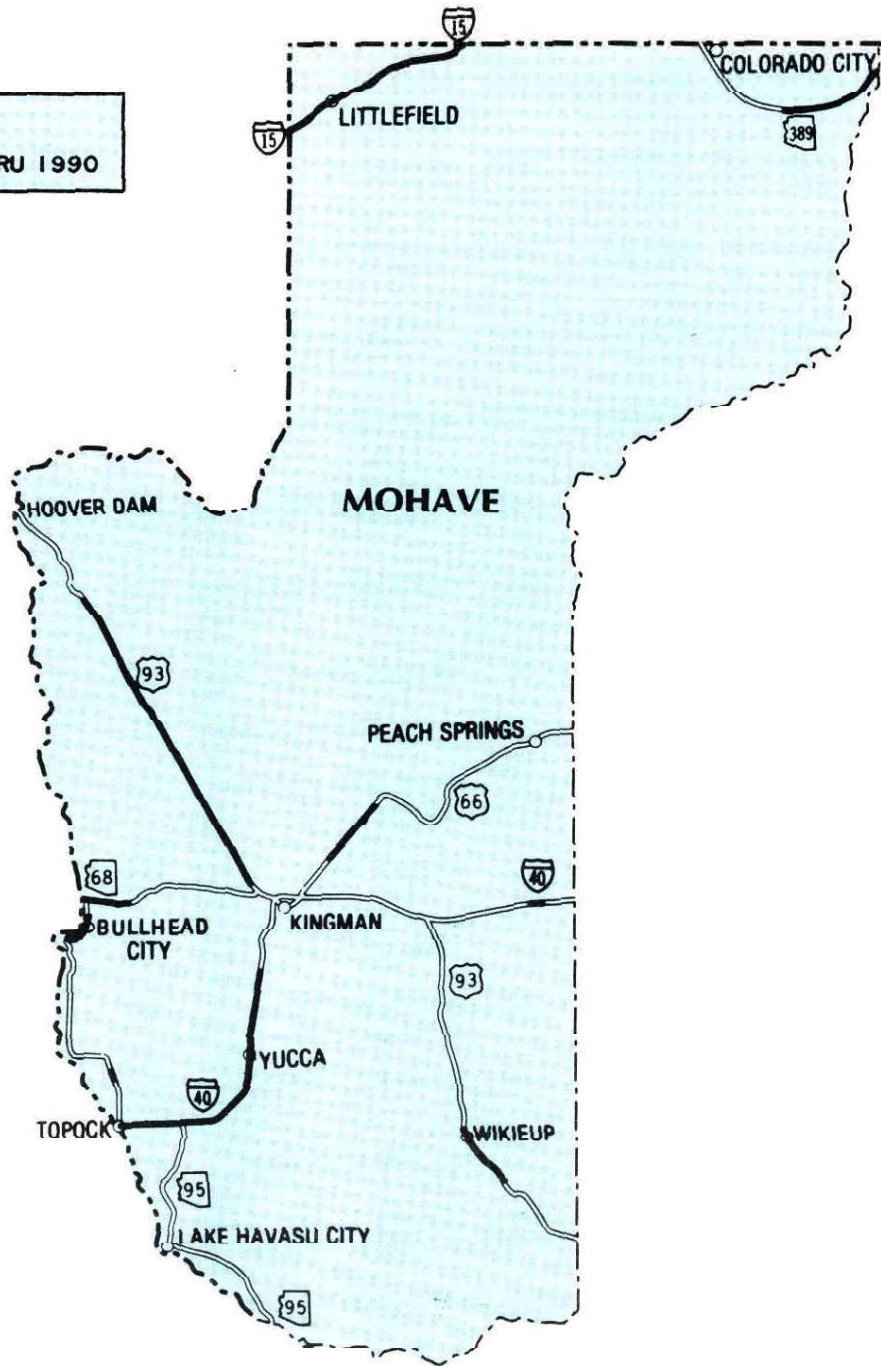 15
COLORADO CITY
LITTLEFIELD
15
389
1990
MOHAVE
HOOVER DAM
93
PEACH SPRINGS
66
68
40
KINGMAN
BULLHEAD
CITY
93
YUCCA
40
TOPOCK
WIKIEUP
95
LAKE HAVASU CITY
95